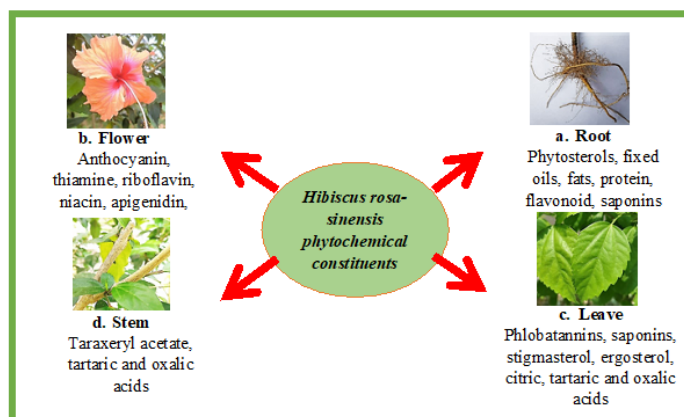 b. Flower
Anthocyanin,
thiamine, riboflavin,
niacin, apigenidin,
a. Root
Phytosterols, fixed
oils, fats, protein,
flavonoid, saponins
Hibiscus rosa-
sinensis
phytochemical
constituents
d. Stem
Taraxeryl acetate,
tartaric and oxalic
acids
c. Leave
Phlobatannins, saponins,
stigmasterol, ergosterol,
citric, tartaric and oxalic
acids